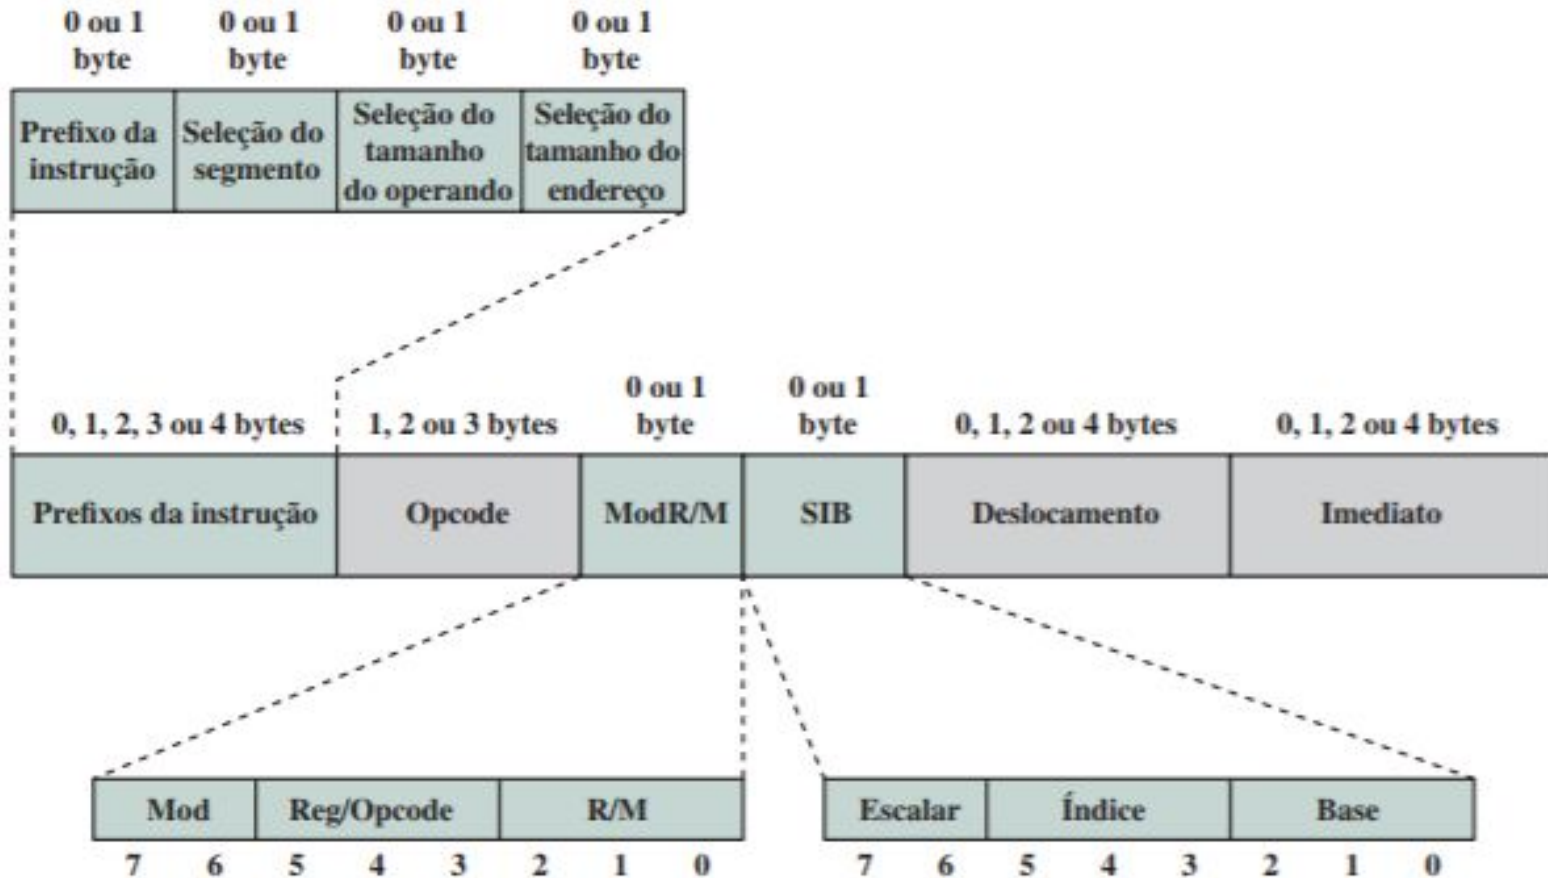 0 ou 1 byte
0 ou 1 byte
0 ou 1 byte
0 ou 1 byte
Prefixo da instrução
Seleção do segmento
Seleção do tamanho do operando
Seleção do tamanho do endereço
0, 1, 2, 3 ou 4 bytes
1, 2 ou 3 bytes
0 ou 1 byte
0 ou 1 byte
0, 1, 2 ou 4 bytes
0, 1, 2 ou 4 bytes
Prefixos da instrução
Opcode
ModR/M
SIB
Deslocamento
Imediato
Mod
Reg/Opcode
R/M
Escalar
Índice
Base
7 6 5 4 3 2 1 0
7 6 5 4 3 2 1 0